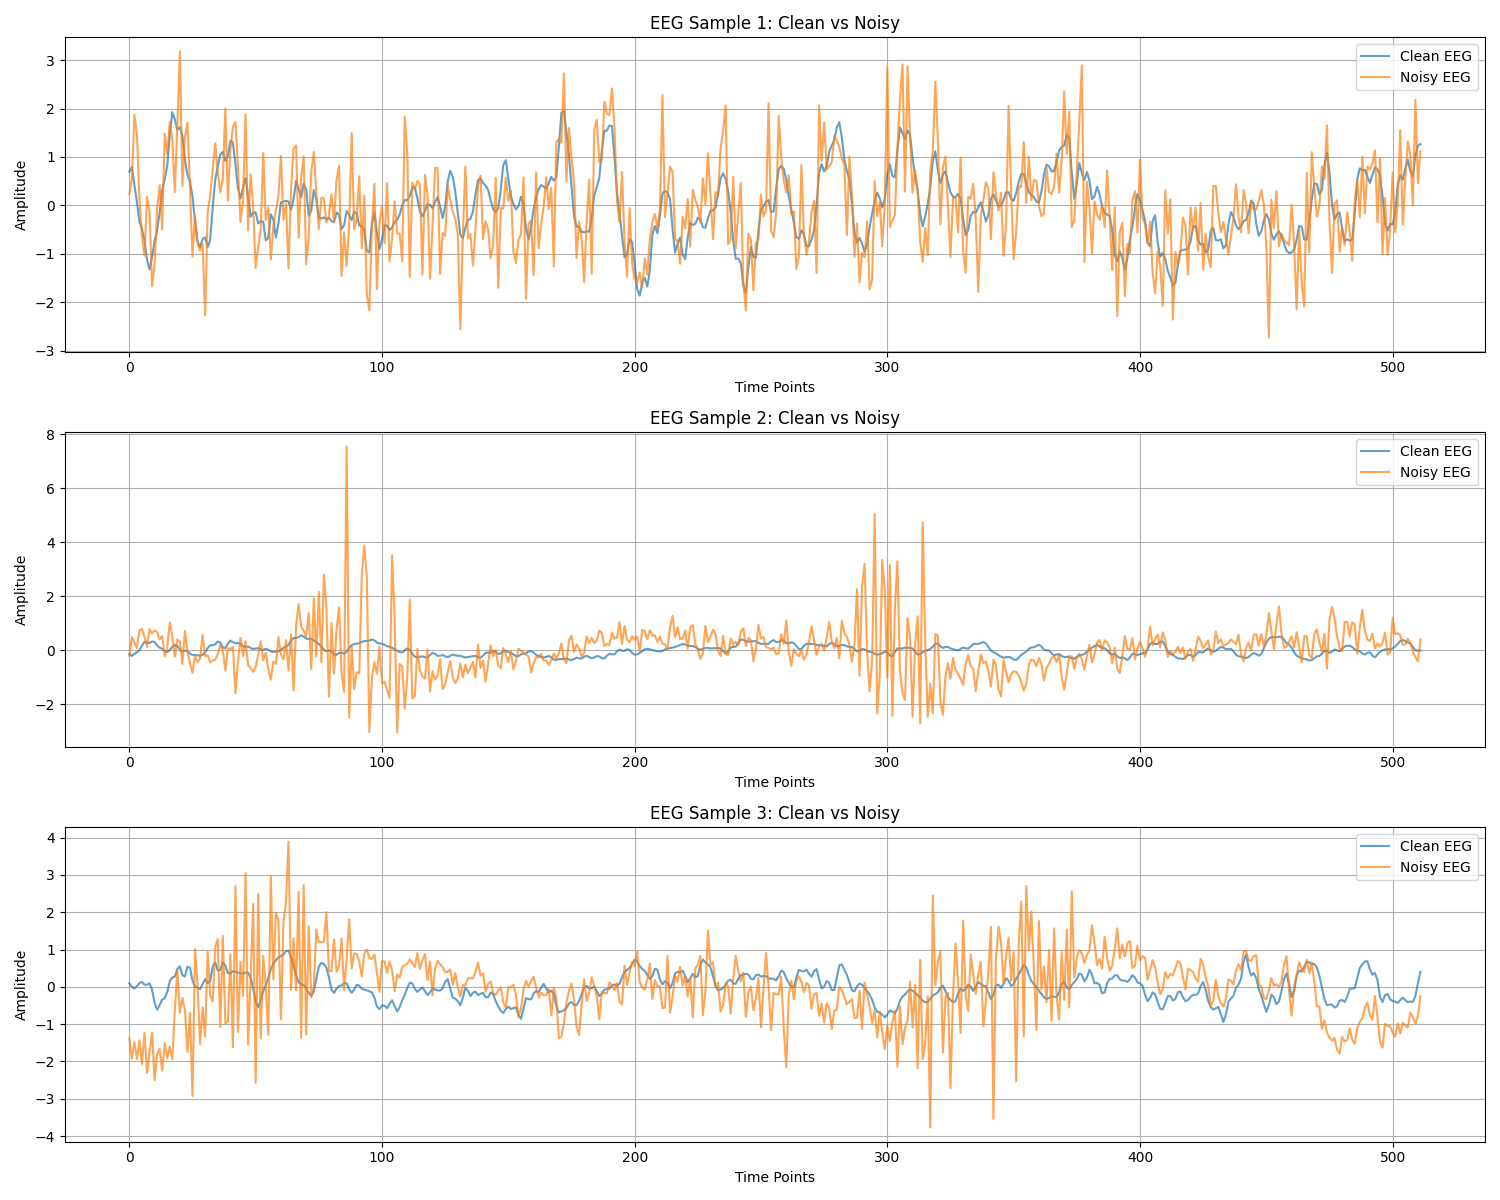 EEG Sample 1: Clean vs Noisy
Clean EEG
Noisy EEG
Amplitude
3
2
1
0
−1
−2
−3
0 100 200 300 400 500
Time Points
EEG Sample 2: Clean vs Noisy
Clean EEG
Noisy EEG
Amplitude
8
6
4
2
0
−2
0 100 200 300 400 500
Time Points
EEG Sample 3: Clean vs Noisy
Clean EEG
Noisy EEG
Amplitude
4
3
2
1
0
−1
−2
−3
−4
0 100 200 300 400 500
Time Points